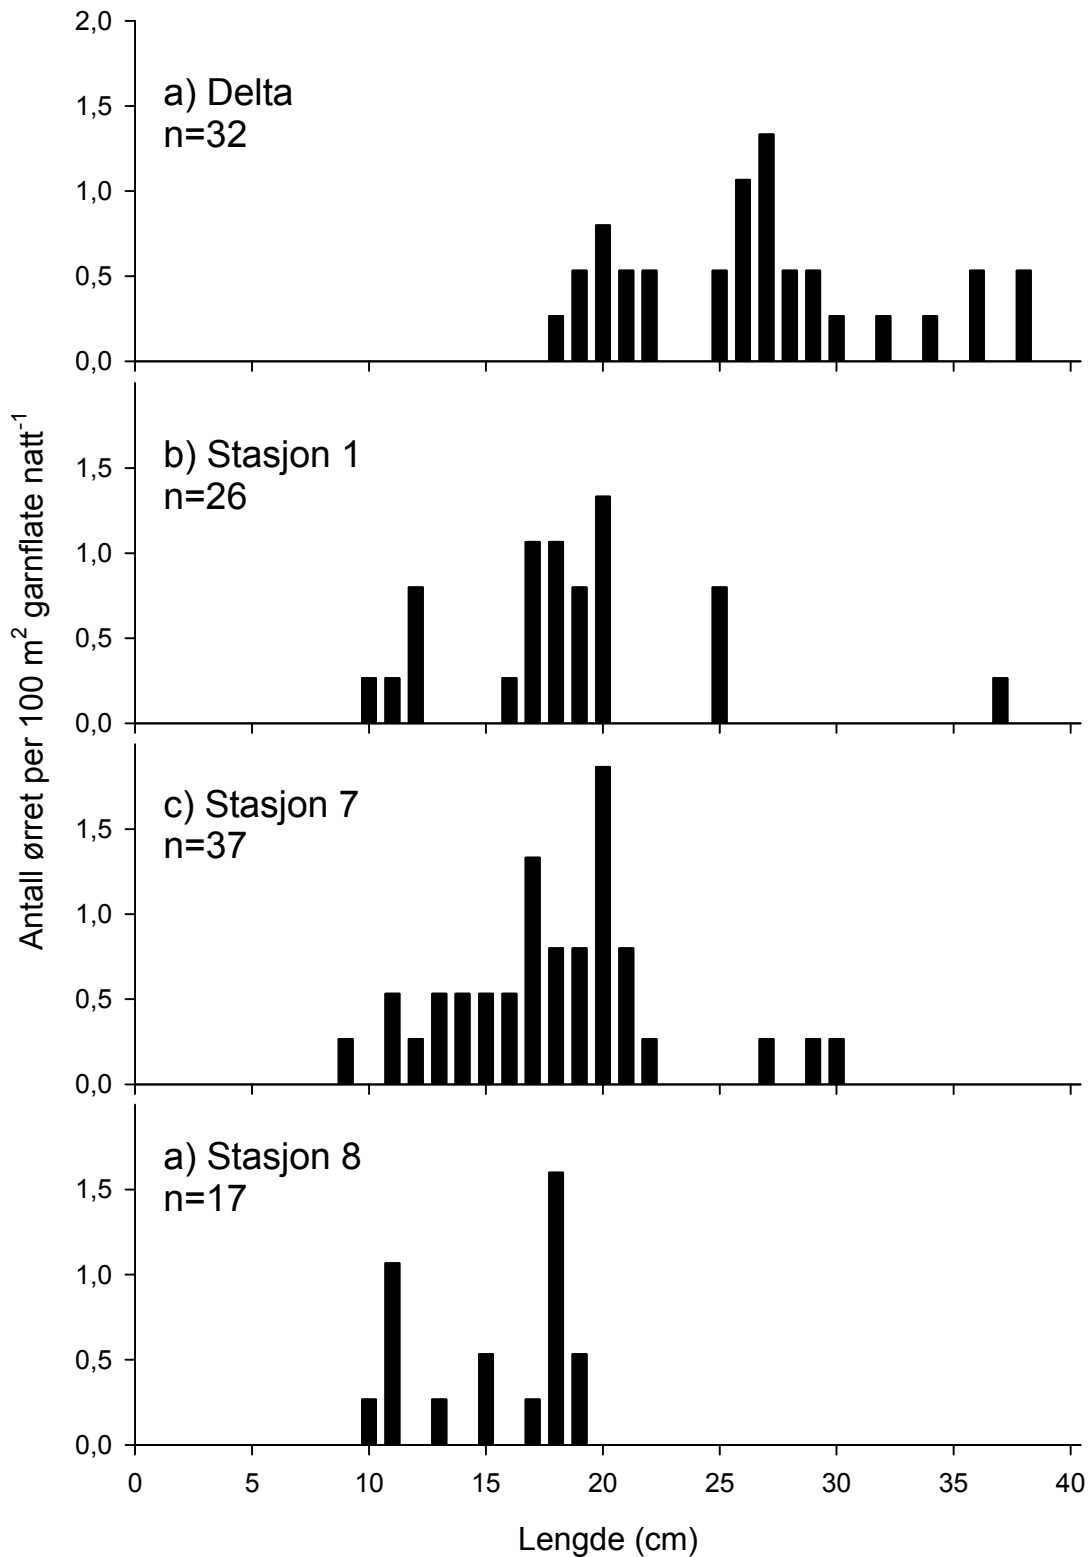 2,0
a) Delta
1,5
n=32
1,0
0,5
0,0
Antall ørret per 100 m² garnflate natt⁻¹
b) Stasjon 1
1,5
n=26
1,0
0,5
0,0
c) Stasjon 7
1,5
n=37
1,0
0,5
0,0
a) Stasjon 8
1,5
n=17
1,0
0,5
0,0
0 5 10 15 20 25 30 35 40
Lengde (cm)